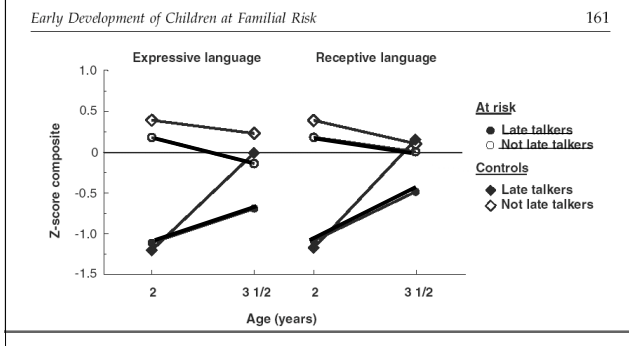 Early Development of Children at Familial Risk 161
Expressive language Receptive language
1.0
0.5
0
-0.5
-1.0
-1.5
Z-score composite
2 3 1/2 2 3 1/2
Age (years)
At risk
Late talkers
Not late talkers
Controls
Late talkers
Not late talkers